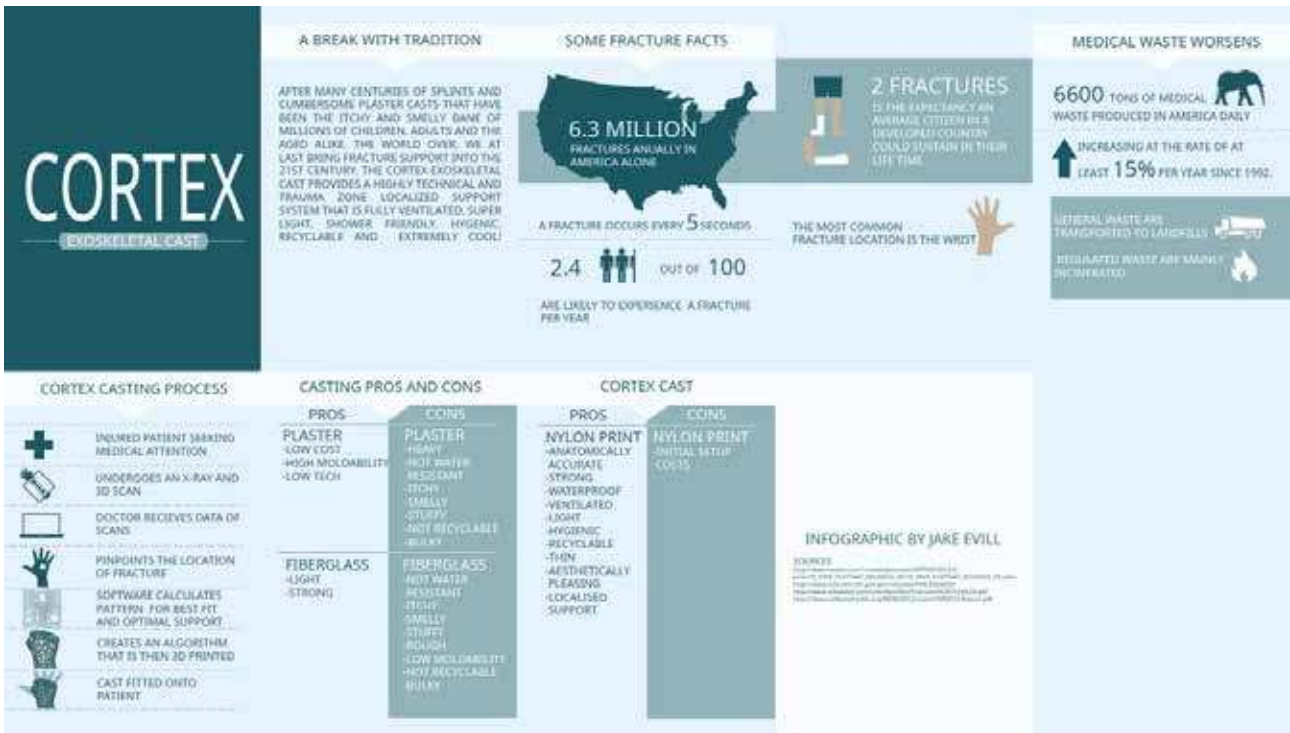 CORTEX
EXOSKELETAL CAST
A BREAK WITH TRADITION
AFTER MANY CENTURIES OF SPLINTS AND
CUMBERSOME PLASTER CASTS THAT HAVE
BEEN THE ITCHY AND SMELLY BANE OF
MILLIONS OF CHILDREN, ADULTS AND THE
AGED ALIKE, THE WORLD OVER, WE AT
LAST BRING FRACTURE SUPPORT INTO THE
21ST CENTURY. THE CORTEX EXOSKELETAL
CAST PROVIDES A HIGHLY TECHNICAL AND
TRAUMA ZONE LOCALIZED SUPPORT
SYSTEM THAT IS FULLY VENTILATED, SUPER
LIGHT, SHOWER FRIENDLY, HYGENIC,
RECYCLABLE AND EXTREMELY COOL!
SOME FRACTURE FACTS
6.3 MILLION
FRACTURES ANUALLY IN
AMERICA ALONE
A FRACTURE OCCURS EVERY 5 SECONDS
2.4 OUT OF 100
ARE LIKELY TO EXPERIENCE A FRACTURE
PER YEAR
2 FRACTURES
IS THE EXPECTANCY AN
AVERAGE CITIZEN IN A
DEVELOPED COUNTRY
COULD SUSTAIN IN THEIR
LIFE TIME
THE MOST COMMON
FRACTURE LOCATION IS THE WRIST
MEDICAL WASTE WORSENS
6600 TONS OF MEDICAL
WASTE PRODUCED IN AMERICA DAILY
INCREASING AT THE RATE OF AT
LEAST 15% PER YEAR SINCE 1992.
GENERAL WASTE ARE
TRANSPORTED TO LANDFILLS
REGULATED WASTE ARE MAINLY
INCINERATED
CORTEX CASTING PROCESS
INJURED PATIENT SEEKING
MEDICAL ATTENTION
UNDERGOES AN X-RAY AND
3D SCAN
DOCTOR RECIEVES DATA OF
SCANS
PINPOINTS THE LOCATION
OF FRACTURE
SOFTWARE CALCULATES
PATTERN FOR BEST FIT
AND OPTIMAL SUPPORT
CREATES AN ALGORITHM
THAT IS THEN 3D PRINTED
CAST FITTED ONTO
PATIENT
CASTING PROS AND CONS
PROS
PLASTER
-LOW COST
-HIGH MOLDABILITY
-LOW TECH
CONS
PLASTER
-HEAVY
-NOT WATER
RESISTANT
-ITCHY
-SMELLY
-STUFFY
-NOT RECYCLABLE
-BULKY
FIBERGLASS
-LIGHT
-STRONG
FIBERGLASS
-NOT WATER
RESISTANT
-ITCHY
-SMELLY
-STUFFY
-ROUGH
-LOW MOLDABILITY
-NOT RECYCLABLE
-BULKY
CORTEX CAST
PROS
NYLON PRINT
-ANATOMICALLY
ACCURATE
-STRONG
-WATERPROOF
-VENTILATED
-LIGHT
-HYGIENIC
-RECYCLABLE
-THIN
-AESTHETICALLY
PLEASING
-LOCALISED
SUPPORT
CONS
NYLON PRINT
-INITIAL SETUP
COSTS
INFOGRAPHIC BY JAKE EVILL
SOURCES